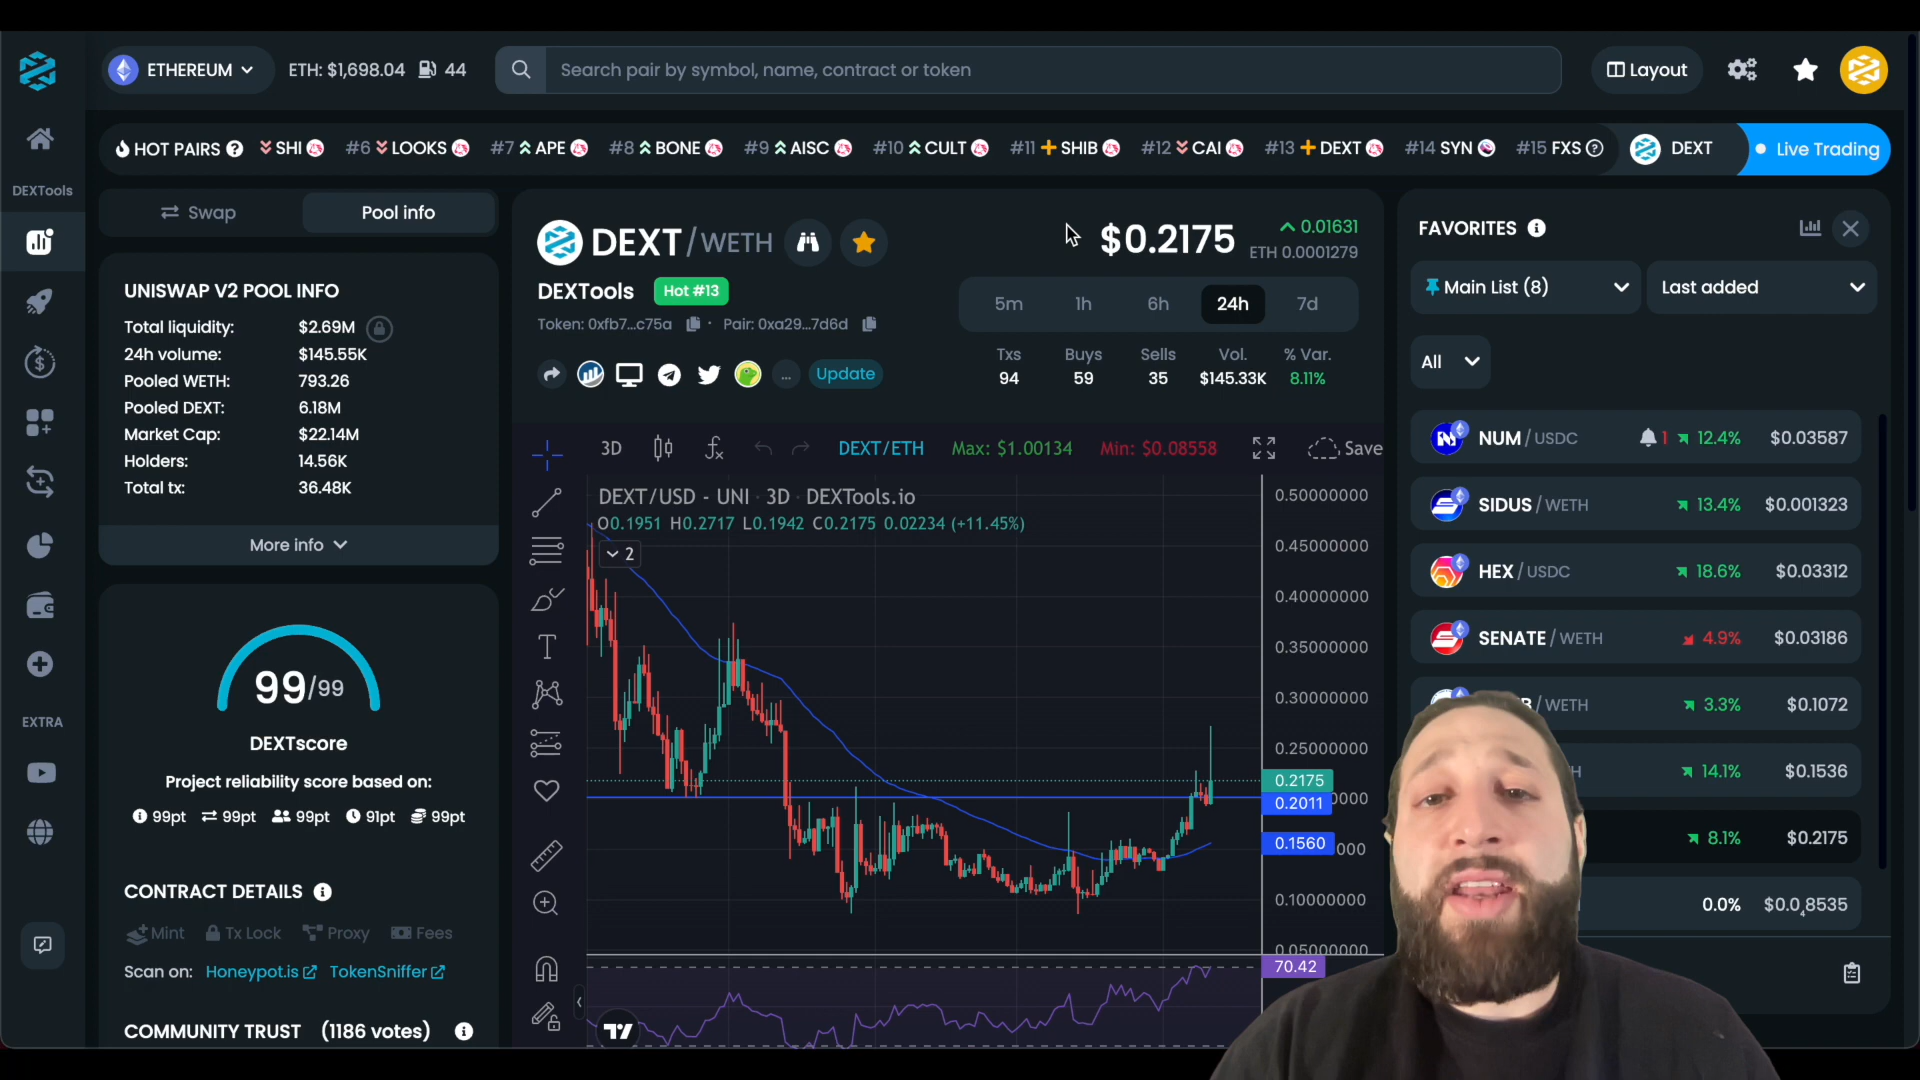 ETHEREUM ETH: $1,698.04 44 Search pair by symbol, name, contract or token Layout
HOT PAIRS ? SHI #6 LOOKS #7 APE #8 BONE #9 AISC #10 CULT #11 SHIB #12 CAI #13 DEXT #14 SYN #15 FXS ? DEXT Live Trading
DEXTools
EXTRA
Swap Pool info
UNISWAP V2 POOL INFO
Total liquidity: $2.69M
24h volume: $145.55K
Pooled WETH: 793.26
Pooled DEXT: 6.18M
Market Cap: $22.14M
Holders: 14.56K
Total tx: 36.48K
More info
99/99
DEXTscore
Project reliability score based on:
99pt 99pt 99pt 91pt 99pt
CONTRACT DETAILS
Mint Tx Lock Proxy Fees
Scan on: Honeypot.is TokenSniffer
COMMUNITY TRUST (1186 votes)
DEXT/WETH
DEXTools Hot #13
Token: 0xfb7...c75a · Pair: 0xa29...7d6d
... Update
$0.2175 0.01631
ETH 0.0001279
5m 1h 6h 24h 7d
Txs Buys Sells Vol. % Var.
94 59 35 $145.33K 8.11%
3D DEXT/ETH Max: $1.00134 Min: $0.08558 Save
DEXT/USD - UNI · 3D · DEXTools.io
O0.1951 H0.2717 L0.1942 C0.2175 0.02234 (+11.45%)
2
0.50000000
0.45000000
0.40000000
0.35000000
0.30000000
0.25000000
0.2175
0.2011 0000
0.1560 000
0.10000000
0.05000000
70.42
FAVORITES
Main List (8) Last added
All
NUM / USDC 1 12.4% $0.03587
SIDUS / WETH 13.4% $0.001323
HEX / USDC 18.6% $0.03312
SENATE / WETH 4.9% $0.03186
B / WETH 3.3% $0.1072
H 14.1% $0.1536
8.1% $0.2175
0.0% $0.0₄8535